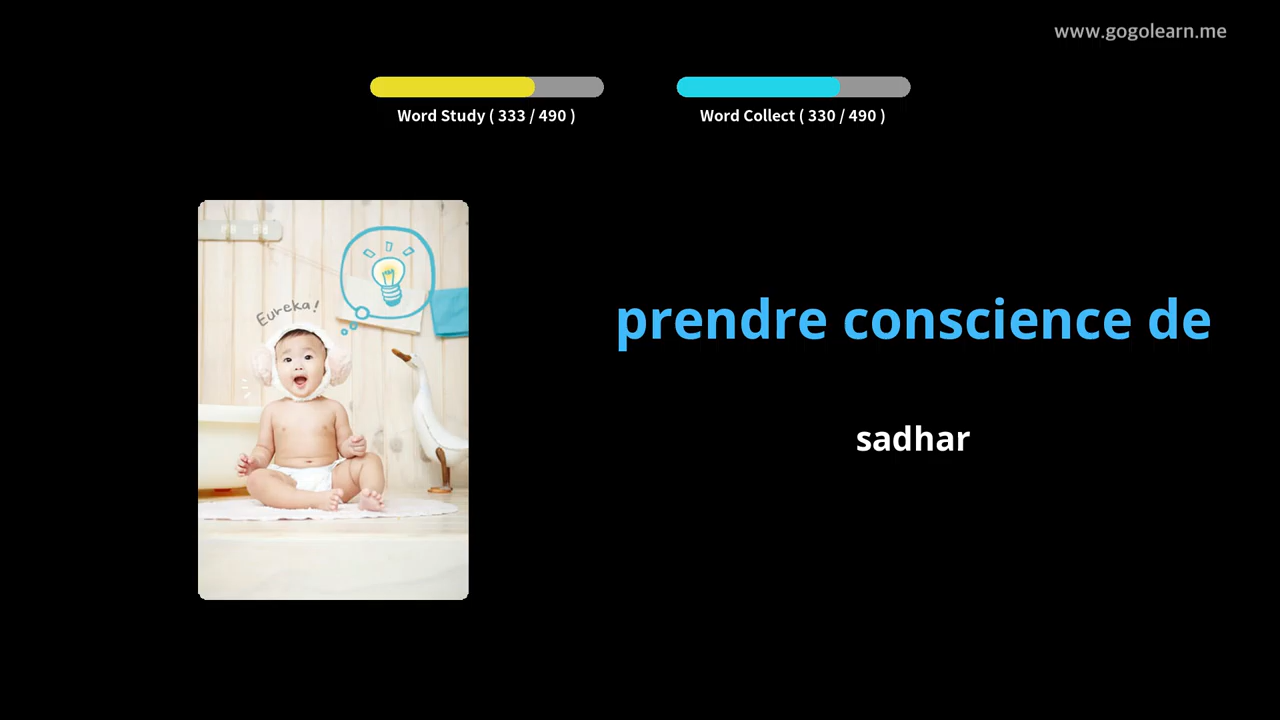 www.gogolearn.me
Word Study ( 333 / 490 )
Word Collect ( 330 / 490 )
Eureka!
prendre conscience de
sadhar